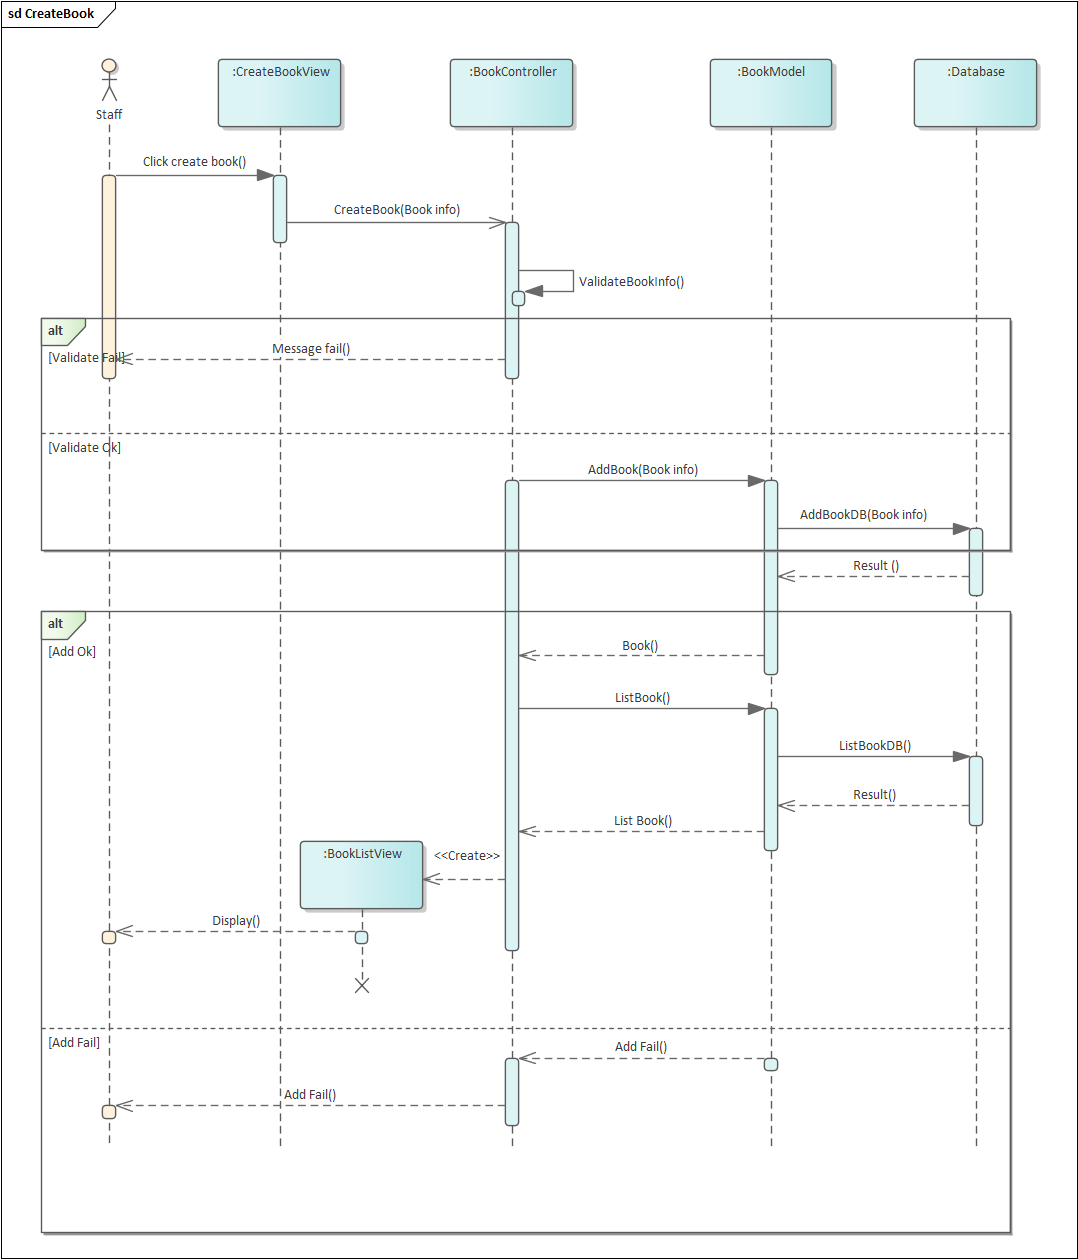 sd CreateBook
:CreateBookView
:BookController
:BookModel
:Database
Staff
Click create book()
CreateBook(Book info)
ValidateBookInfo()
alt
[Validate Fail]
Message fail()
[Validate Ok]
AddBook(Book info)
AddBookDB(Book info)
Result ()
alt
[Add Ok]
Book()
ListBook()
ListBookDB()
Result()
List Book()
:BookListView
<<Create>>
Display()
[Add Fail]
Add Fail()
Add Fail()